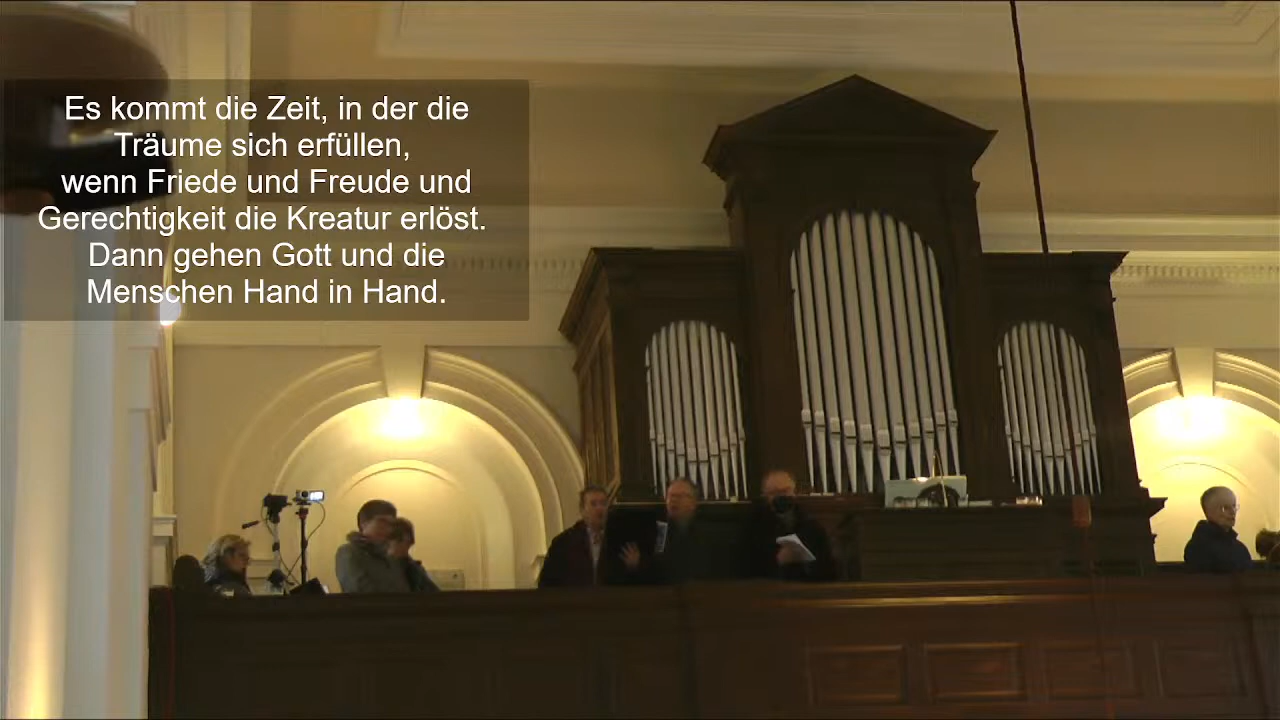 Es kommt die Zeit, in der die
Träume sich erfüllen,
wenn Friede und Freude und
Gerechtigkeit die Kreatur erlöst.
Dann gehen Gott und die
Menschen Hand in Hand.